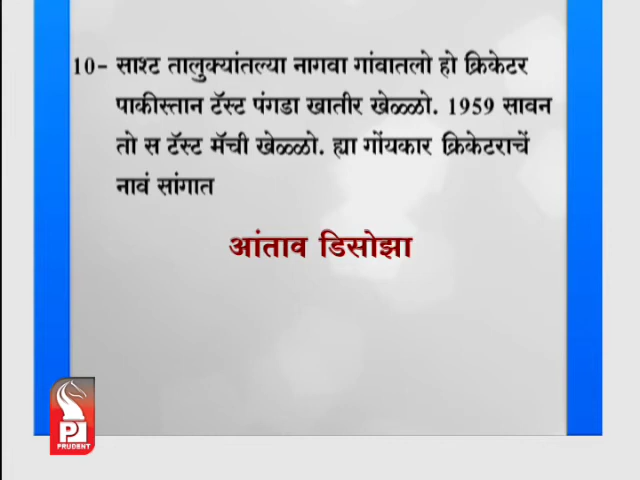 10- साश्ट तालुक्यांतल्या नागवा गांवातलो हो क्रिकेटर
पाकीस्तान टॅस्ट पंगडा खातीर खेळ्ळो. 1959 सावन
तो स टॅस्ट मॅची खेळ्ळो. ह्या गोंयकार क्रिकेटराचें
नावं सांगात
आंताव डिसोझा
PRUDENT